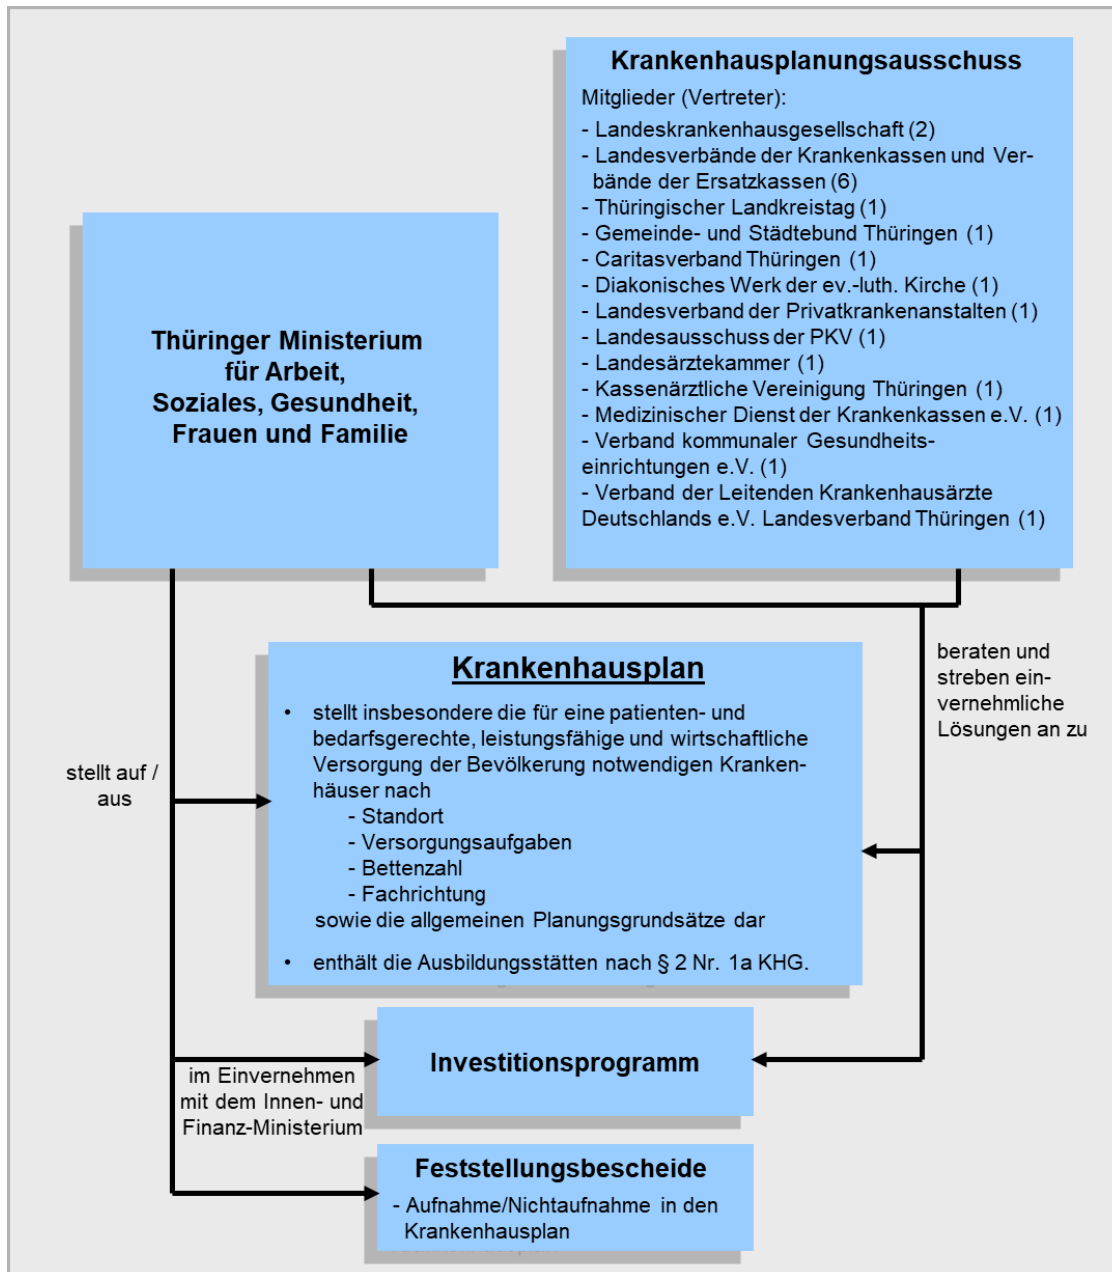 Krankenhausplanungsausschuss
Mitglieder (Vertreter):
- Landeskrankenhausgesellschaft (2)
- Landesverbände der Krankenkassen und Ver-
bände der Ersatzkassen (6)
- Thüringischer Landkreistag (1)
- Gemeinde- und Städtebund Thüringen (1)
- Caritasverband Thüringen (1)
- Diakonisches Werk der ev.-luth. Kirche (1)
- Landesverband der Privatkrankenanstalten (1)
- Landesausschuss der PKV (1)
- Landesärztekammer (1)
- Kassenärztliche Vereinigung Thüringen (1)
- Medizinischer Dienst der Krankenkassen e.V. (1)
- Verband kommunaler Gesundheits-
einrichtungen e.V. (1)
- Verband der Leitenden Krankenhausärzte
Deutschlands e.V. Landesverband Thüringen (1)
Thüringer Ministerium
für Arbeit,
Soziales, Gesundheit,
Frauen und Familie
beraten und
streben ein-
vernehmliche
Lösungen an zu
Krankenhausplan
• stellt insbesondere die für eine patienten- und
bedarfsgerechte, leistungsfähige und wirtschaftliche
Versorgung der Bevölkerung notwendigen Kranken-
häuser nach
- Standort
- Versorgungsaufgaben
- Bettenzahl
- Fachrichtung
sowie die allgemeinen Planungsgrundsätze dar
• enthält die Ausbildungsstätten nach § 2 Nr. 1a KHG.
stellt auf /
aus
Investitionsprogramm
im Einvernehmen
mit dem Innen- und
Finanz-Ministerium
Feststellungsbescheide
- Aufnahme/Nichtaufnahme in den
Krankenhausplan